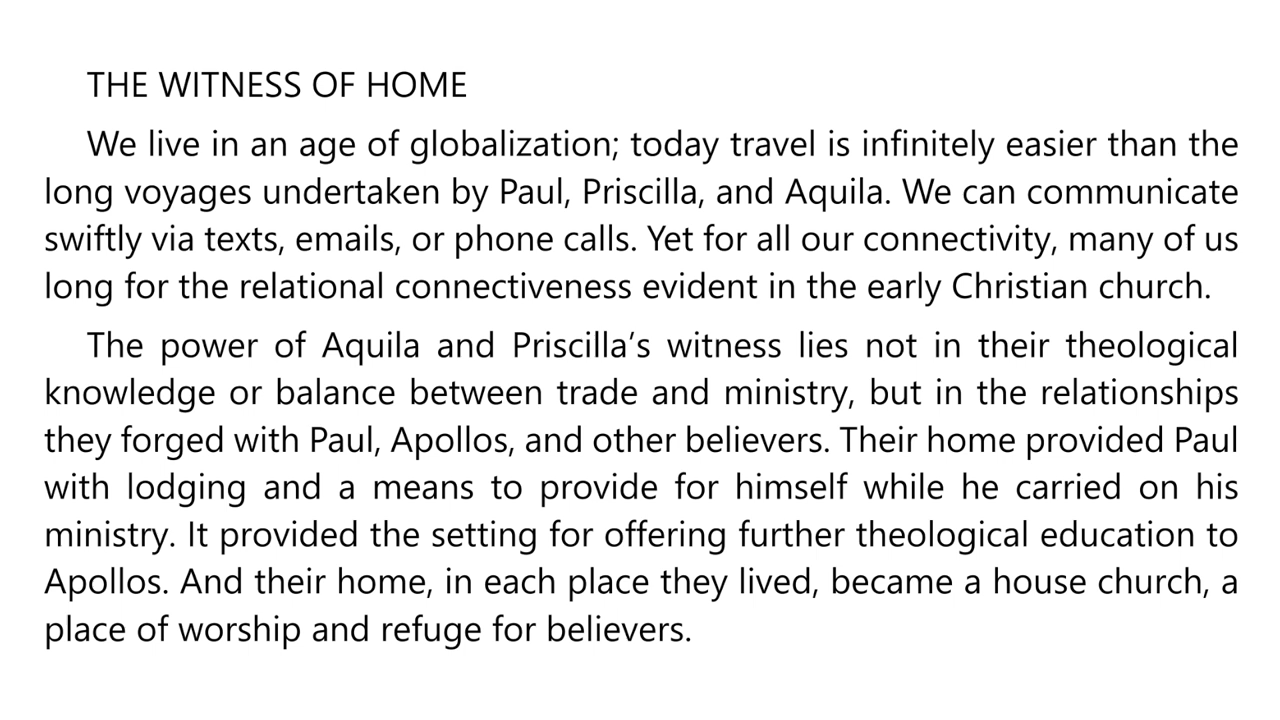 THE WITNESS OF HOME
We live in an age of globalization; today travel is infinitely easier than the
long voyages undertaken by Paul, Priscilla, and Aquila. We can communicate
swiftly via texts, emails, or phone calls. Yet for all our connectivity, many of us
long for the relational connectiveness evident in the early Christian church.
The power of Aquila and Priscilla’s witness lies not in their theological
knowledge or balance between trade and ministry, but in the relationships
they forged with Paul, Apollos, and other believers. Their home provided Paul
with lodging and a means to provide for himself while he carried on his
ministry. It provided the setting for offering further theological education to
Apollos. And their home, in each place they lived, became a house church, a
place of worship and refuge for believers.